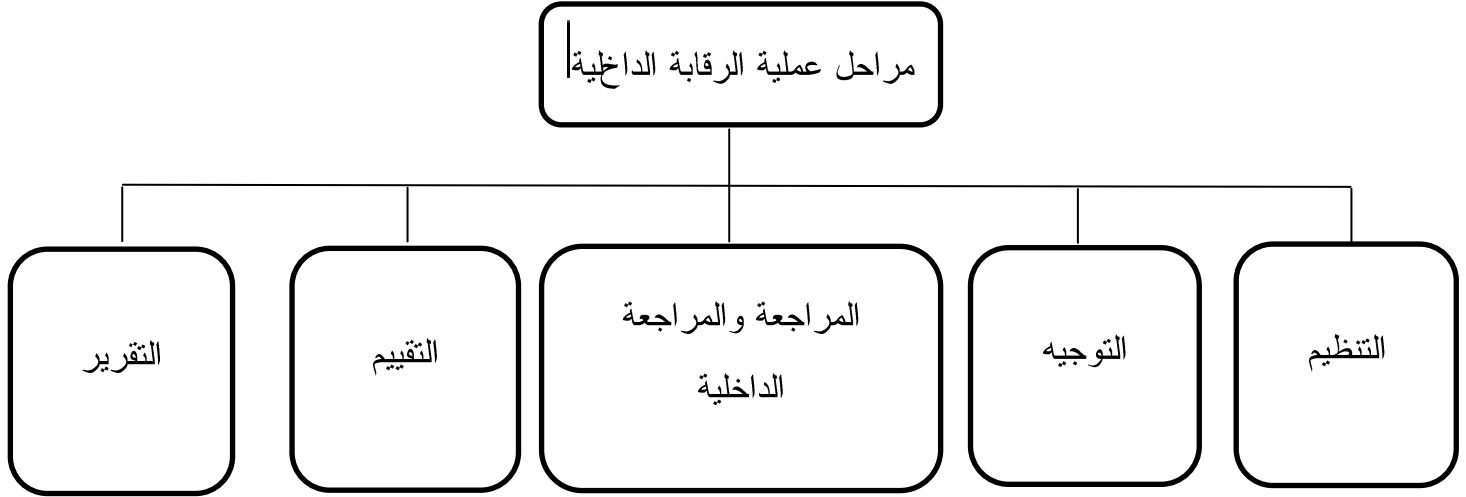 مراحل عملية الرقابة الداخلية
التنظيم
التوجيه
المراجعة والمراجعة
الداخلية
التقييم
التقرير